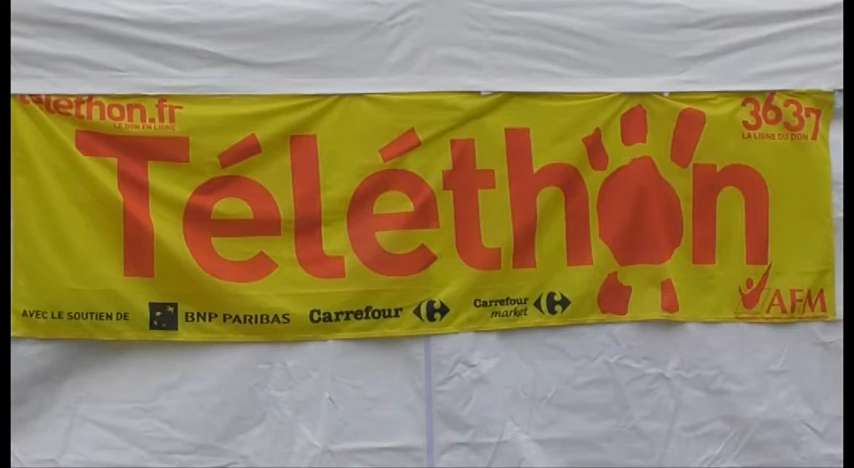 telethon.fr
LE DON EN LIGNE
3637
LA LIGNE DU DON
Téléthon
AVEC LE SOUTIEN DE BNP PARIBAS Carrefour Carrefour market
AFM